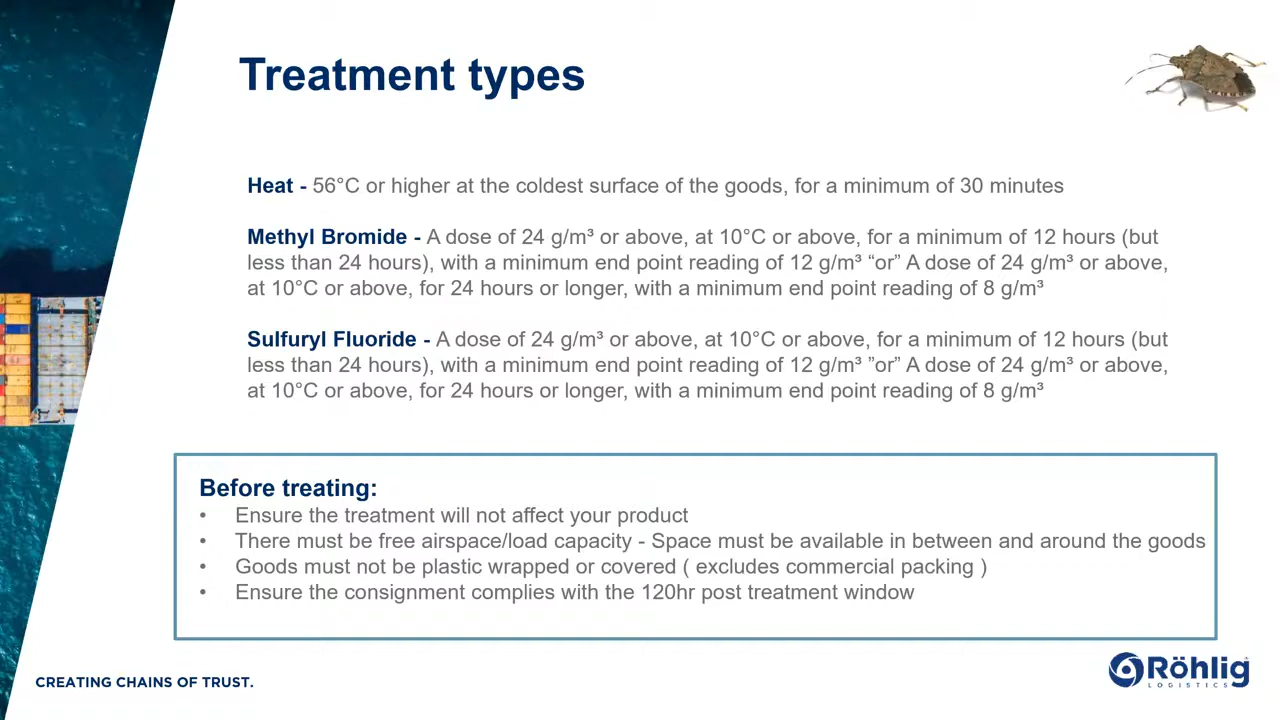 Treatment types
Heat - 56°C or higher at the coldest surface of the goods, for a minimum of 30 minutes
Methyl Bromide - A dose of 24 g/m³ or above, at 10°C or above, for a minimum of 12 hours (but
less than 24 hours), with a minimum end point reading of 12 g/m³ “or” A dose of 24 g/m³ or above,
at 10°C or above, for 24 hours or longer, with a minimum end point reading of 8 g/m³
Sulfuryl Fluoride - A dose of 24 g/m³ or above, at 10°C or above, for a minimum of 12 hours (but
less than 24 hours), with a minimum end point reading of 12 g/m³ ”or” A dose of 24 g/m³ or above,
at 10°C or above, for 24 hours or longer, with a minimum end point reading of 8 g/m³
Before treating:
• Ensure the treatment will not affect your product
• There must be free airspace/load capacity - Space must be available in between and around the goods
• Goods must not be plastic wrapped or covered ( excludes commercial packing )
• Ensure the consignment complies with the 120hr post treatment window
CREATING CHAINS OF TRUST.
Röhlig
LOGISTICS